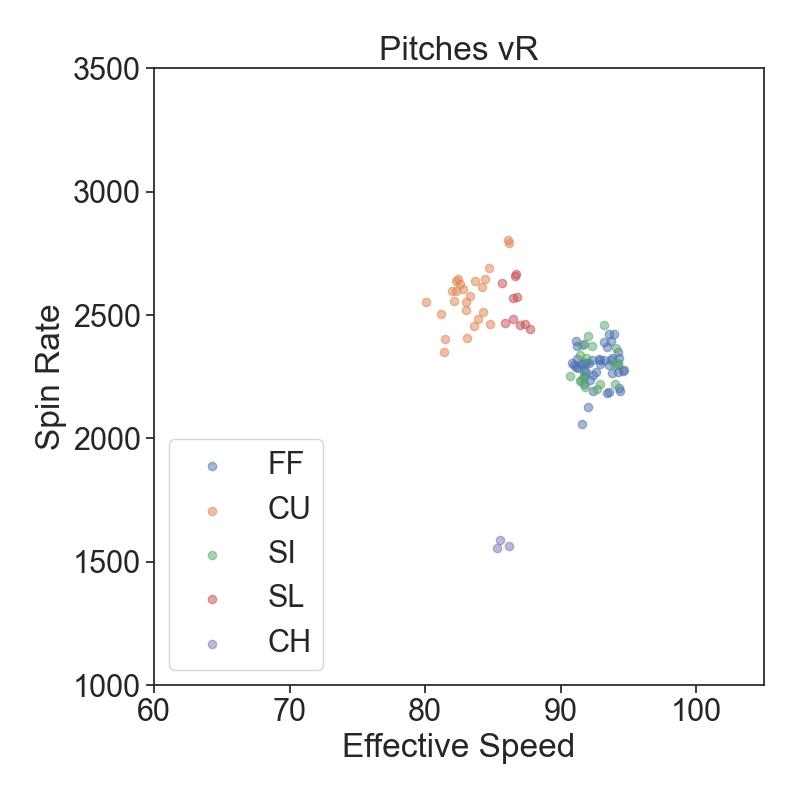 Pitches vR
3500
3000
2500
2000
1500
1000
Spin Rate
FF
CU
SI
SL
CH
60 70 80 90 100
Effective Speed